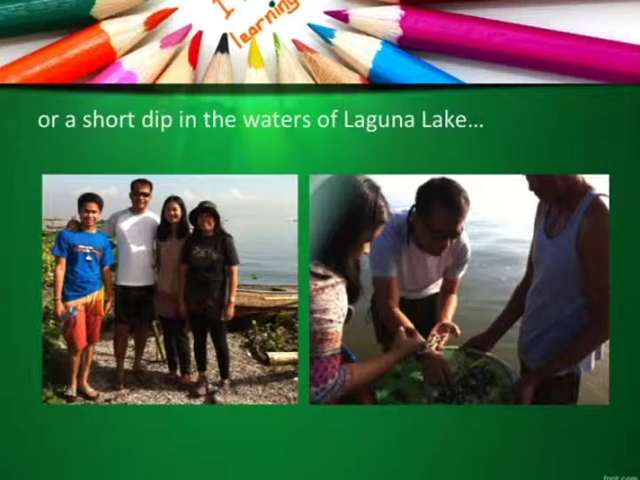 I
learning
or a short dip in the waters of Laguna Lake...